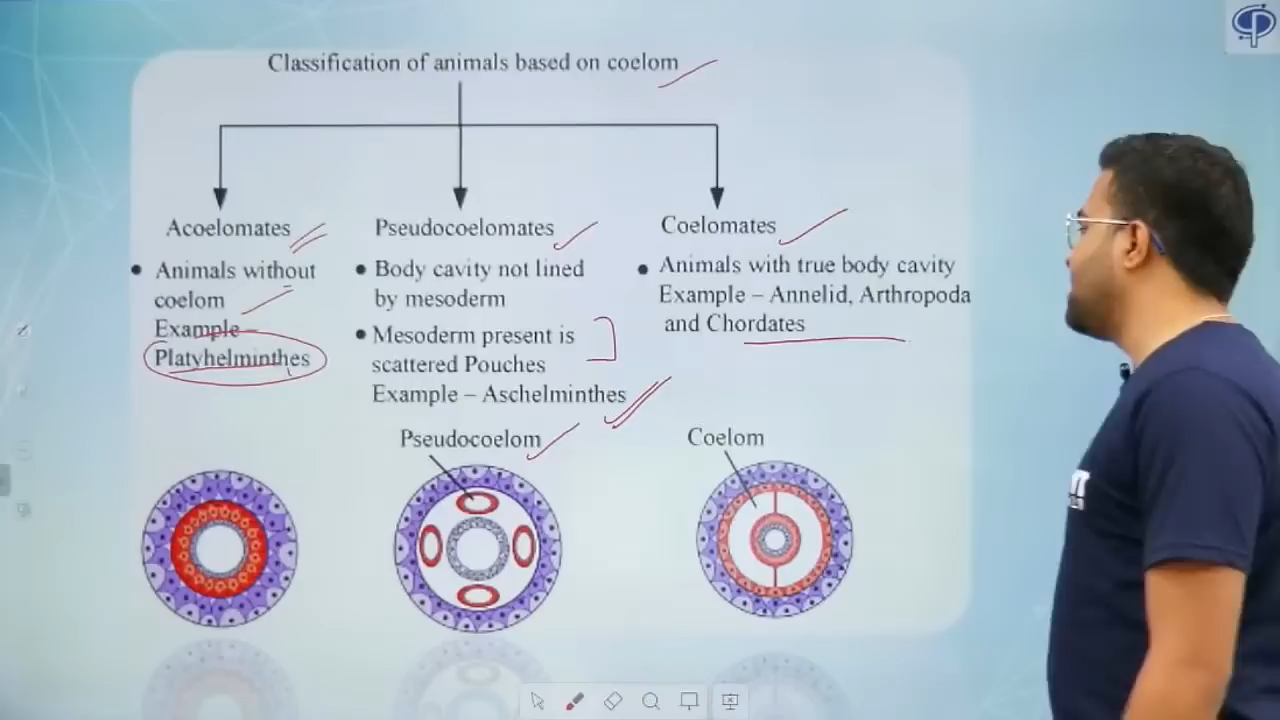 Classification of animals based on coelom
Acoelomates
Animals without
coelom
Example –
Platyhelminthes
Pseudocoelomates
Body cavity not lined
by mesoderm
Mesoderm present is
scattered Pouches
Example – Aschelminthes
Pseudocoelom
Coelomates
Animals with true body cavity
Example – Annelid, Arthropoda
and Chordates
Coelom